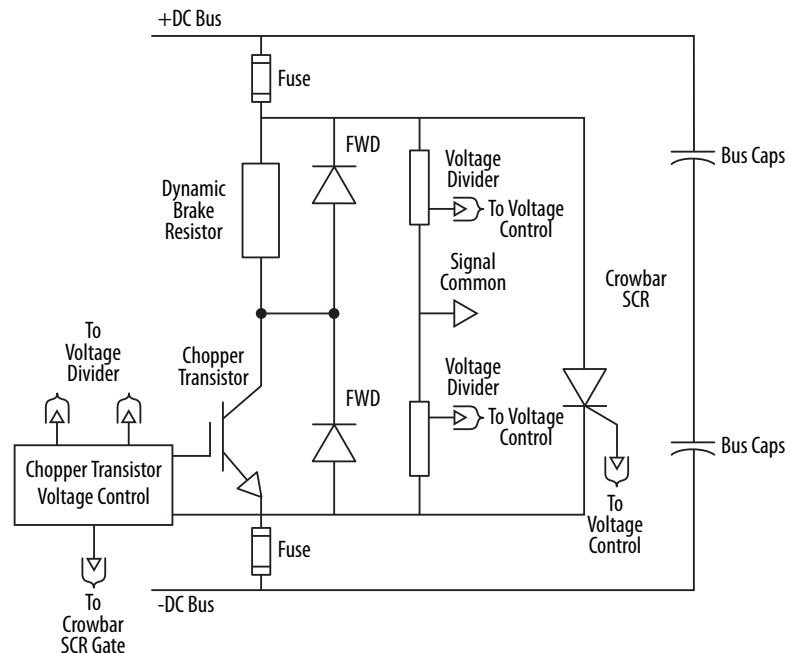 +DC Bus
Fuse
FWD
Voltage
Divider
To Voltage
Control
Bus Caps
Dynamic
Brake
Resistor
Signal
Common
Crowbar
SCR
To
Voltage
Divider
Chopper
Transistor
FWD
Voltage
Divider
To Voltage
Control
Bus Caps
Chopper Transistor
Voltage Control
To
Voltage
Control
Fuse
To
Crowbar
SCR Gate
-DC Bus